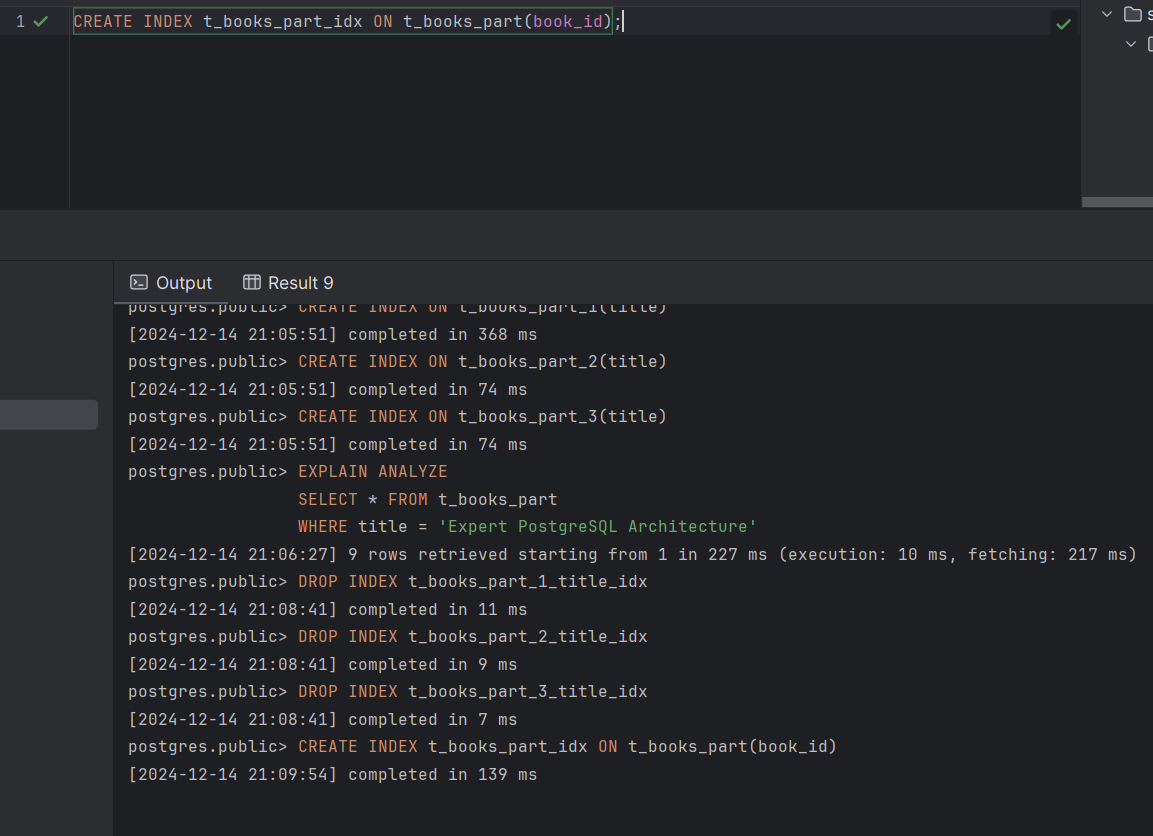 1 CREATE INDEX t_books_part_idx ON t_books_part(book_id);
Output Result 9
postgres.public> CREATE INDEX ON t_books_part_1(title)
[2024-12-14 21:05:51] completed in 368 ms
postgres.public> CREATE INDEX ON t_books_part_2(title)
[2024-12-14 21:05:51] completed in 74 ms
postgres.public> CREATE INDEX ON t_books_part_3(title)
[2024-12-14 21:05:51] completed in 74 ms
postgres.public> EXPLAIN ANALYZE
SELECT * FROM t_books_part
WHERE title = 'Expert PostgreSQL Architecture'
[2024-12-14 21:06:27] 9 rows retrieved starting from 1 in 227 ms (execution: 10 ms, fetching: 217 ms)
postgres.public> DROP INDEX t_books_part_1_title_idx
[2024-12-14 21:08:41] completed in 11 ms
postgres.public> DROP INDEX t_books_part_2_title_idx
[2024-12-14 21:08:41] completed in 9 ms
postgres.public> DROP INDEX t_books_part_3_title_idx
[2024-12-14 21:08:41] completed in 7 ms
postgres.public> CREATE INDEX t_books_part_idx ON t_books_part(book_id)
[2024-12-14 21:09:54] completed in 139 ms